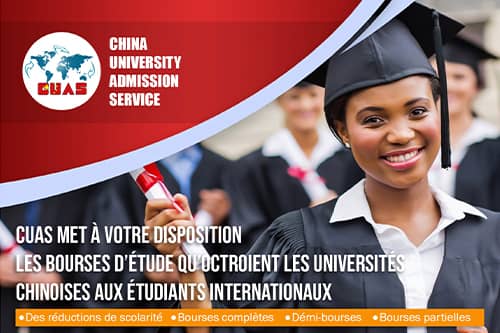 CUAS
CHINA
UNIVERSITY
ADMISSION
SERVICE
CUAS MET À VOTRE DISPOSITION
LES BOURSES D'ÉTUDE QU'OCTROIENT LES UNIVERSITÉS
CHINOISES AUX ÉTUDIANTS INTERNATIONAUX
•Des réductions de scolarité •Bourses complètes •Démi-bourses •Bourses partielles